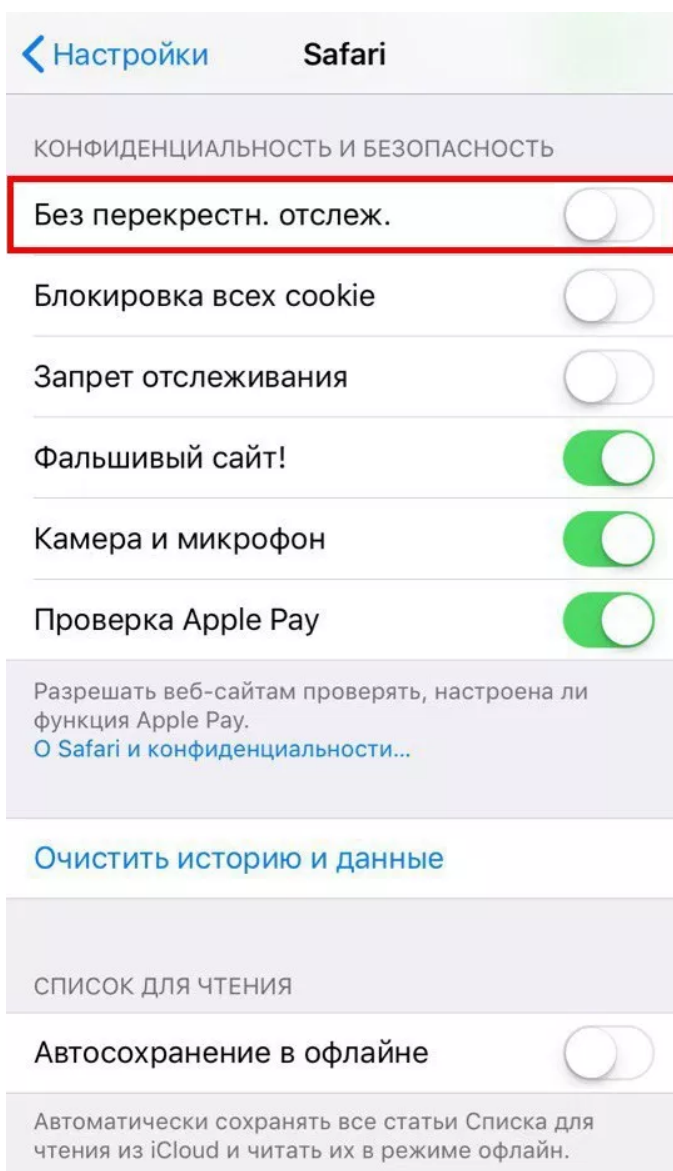 Настройки
Safari
КОНФИДЕНЦИАЛЬНОСТЬ И БЕЗОПАСНОСТЬ
Без перекрестн. отслеж.
Блокировка всех cookie
Запрет отслеживания
Фальшивый сайт!
Камера и микрофон
Проверка Apple Pay
Разрешать веб-сайтам проверять, настроена ли
функция Apple Pay.
О Safari и конфиденциальности...
Очистить историю и данные
СПИСОК ДЛЯ ЧТЕНИЯ
Автосохранение в офлайне
Автоматически сохранять все статьи Списка для
чтения из iCloud и читать их в режиме офлайн.